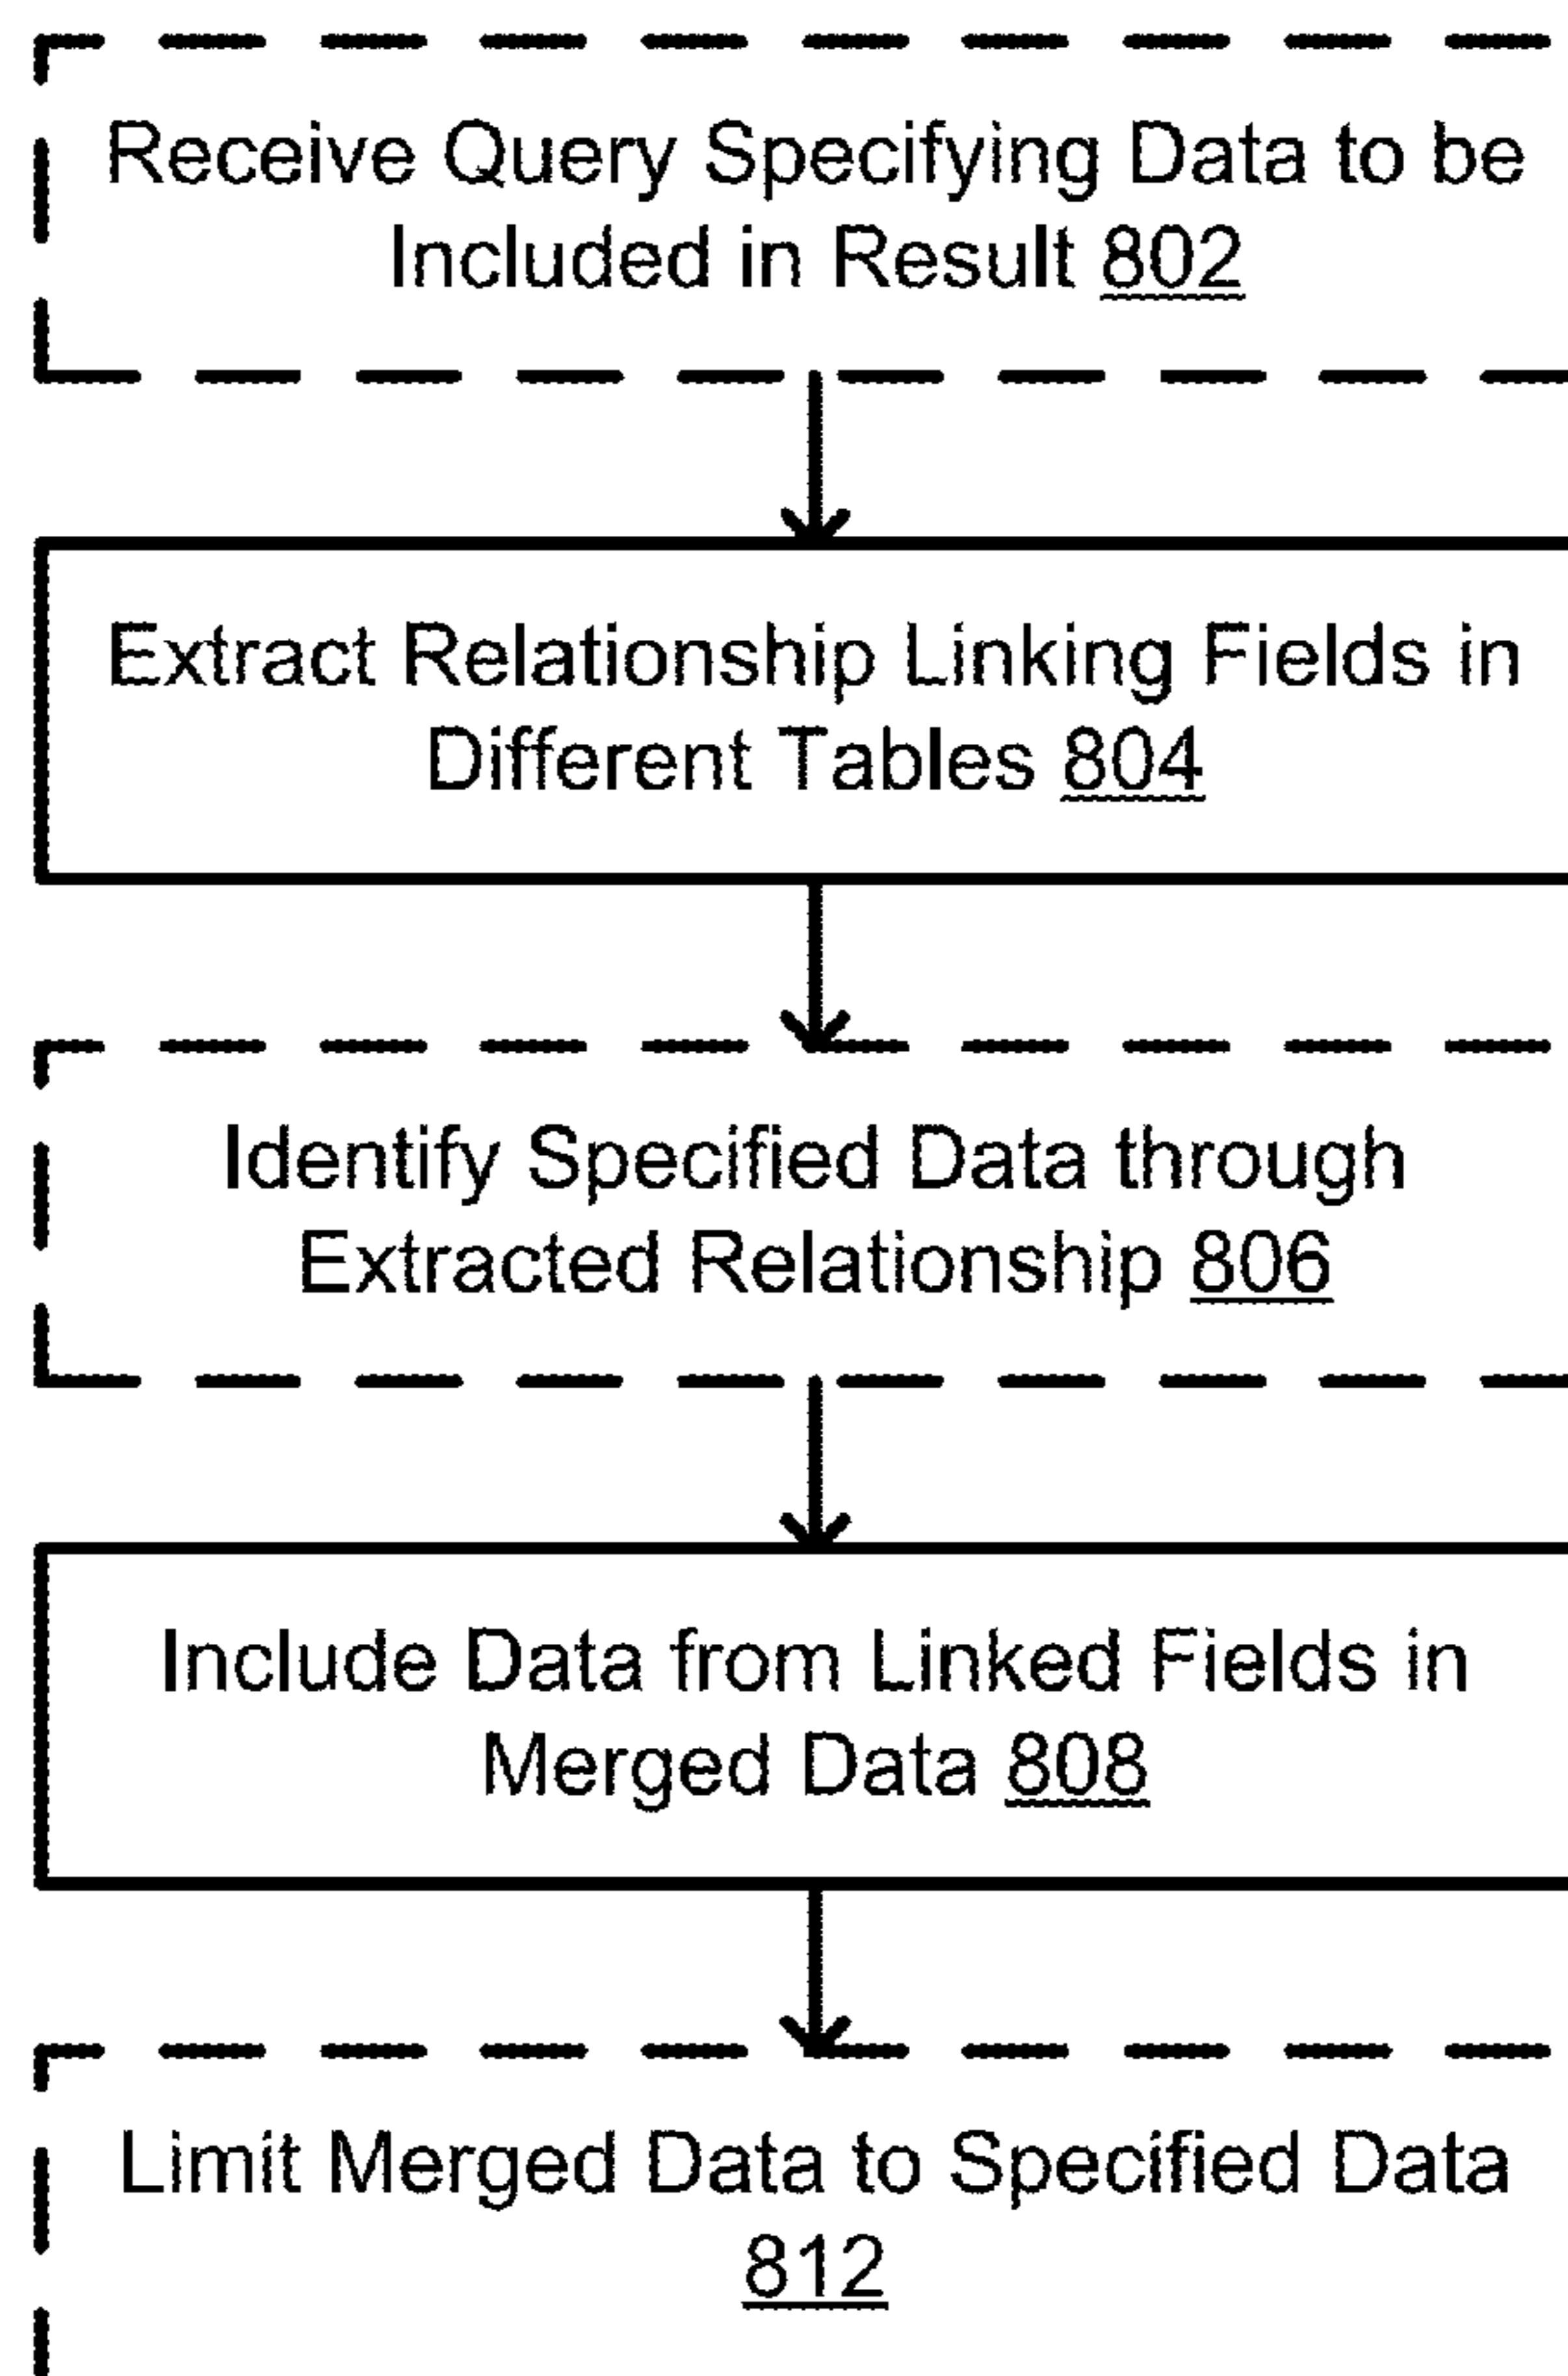 Receive Query Specifying Data to be
Included in Result 802
Extract Relationship Linking Fields in
Different Tables 804
Identify Specified Data through
Extracted Relationship 806
Include Data from Linked Fields in
Merged Data 808
Limit Merged Data to Specified Data
812